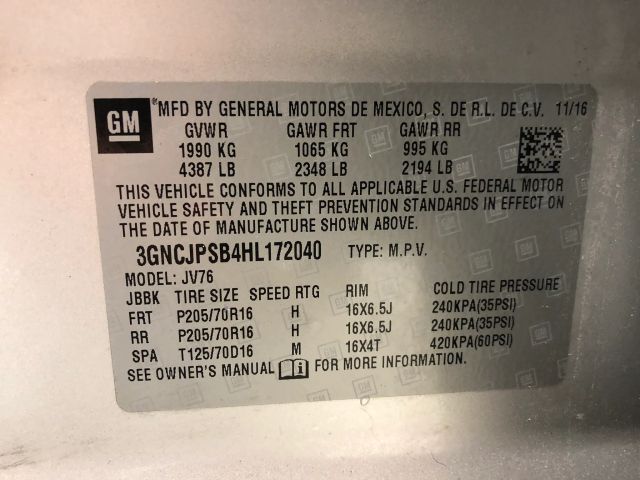 GM ®MFD BY GENERAL MOTORS DE MEXICO, S. DE R.L. DE C.V. 11/16
GVWR GAWR FRT GAWR RR
1990 KG 1065 KG 995 KG
4387 LB 2348 LB 2194 LB
THIS VEHICLE CONFORMS TO ALL APPLICABLE U.S. FEDERAL MOTOR
VEHICLE SAFETY AND THEFT PREVENTION STANDARDS IN EFFECT ON
THE DATE OF MANUFACTURE SHOWN ABOVE.
3GNCJPSB4HL172040 TYPE: M.P.V.
MODEL: JV76
JBBK TIRE SIZE SPEED RTG RIM COLD TIRE PRESSURE
FRT P205/70R16 H 16X6.5J 240KPA(35PSI)
RR P205/70R16 H 16X6.5J 240KPA(35PSI)
SPA T125/70D16 M 16X4T 420KPA(60PSI)
SEE OWNER'S MANUAL FOR MORE INFORMATION.